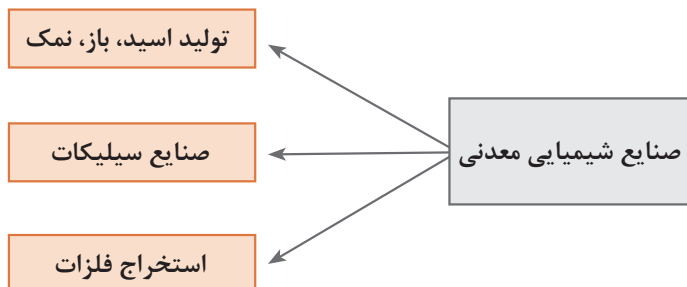 صنایع شیمیایی معدنی
تولید اسید، باز، نمک
صنایع سیلیکات
استخراج فلزات